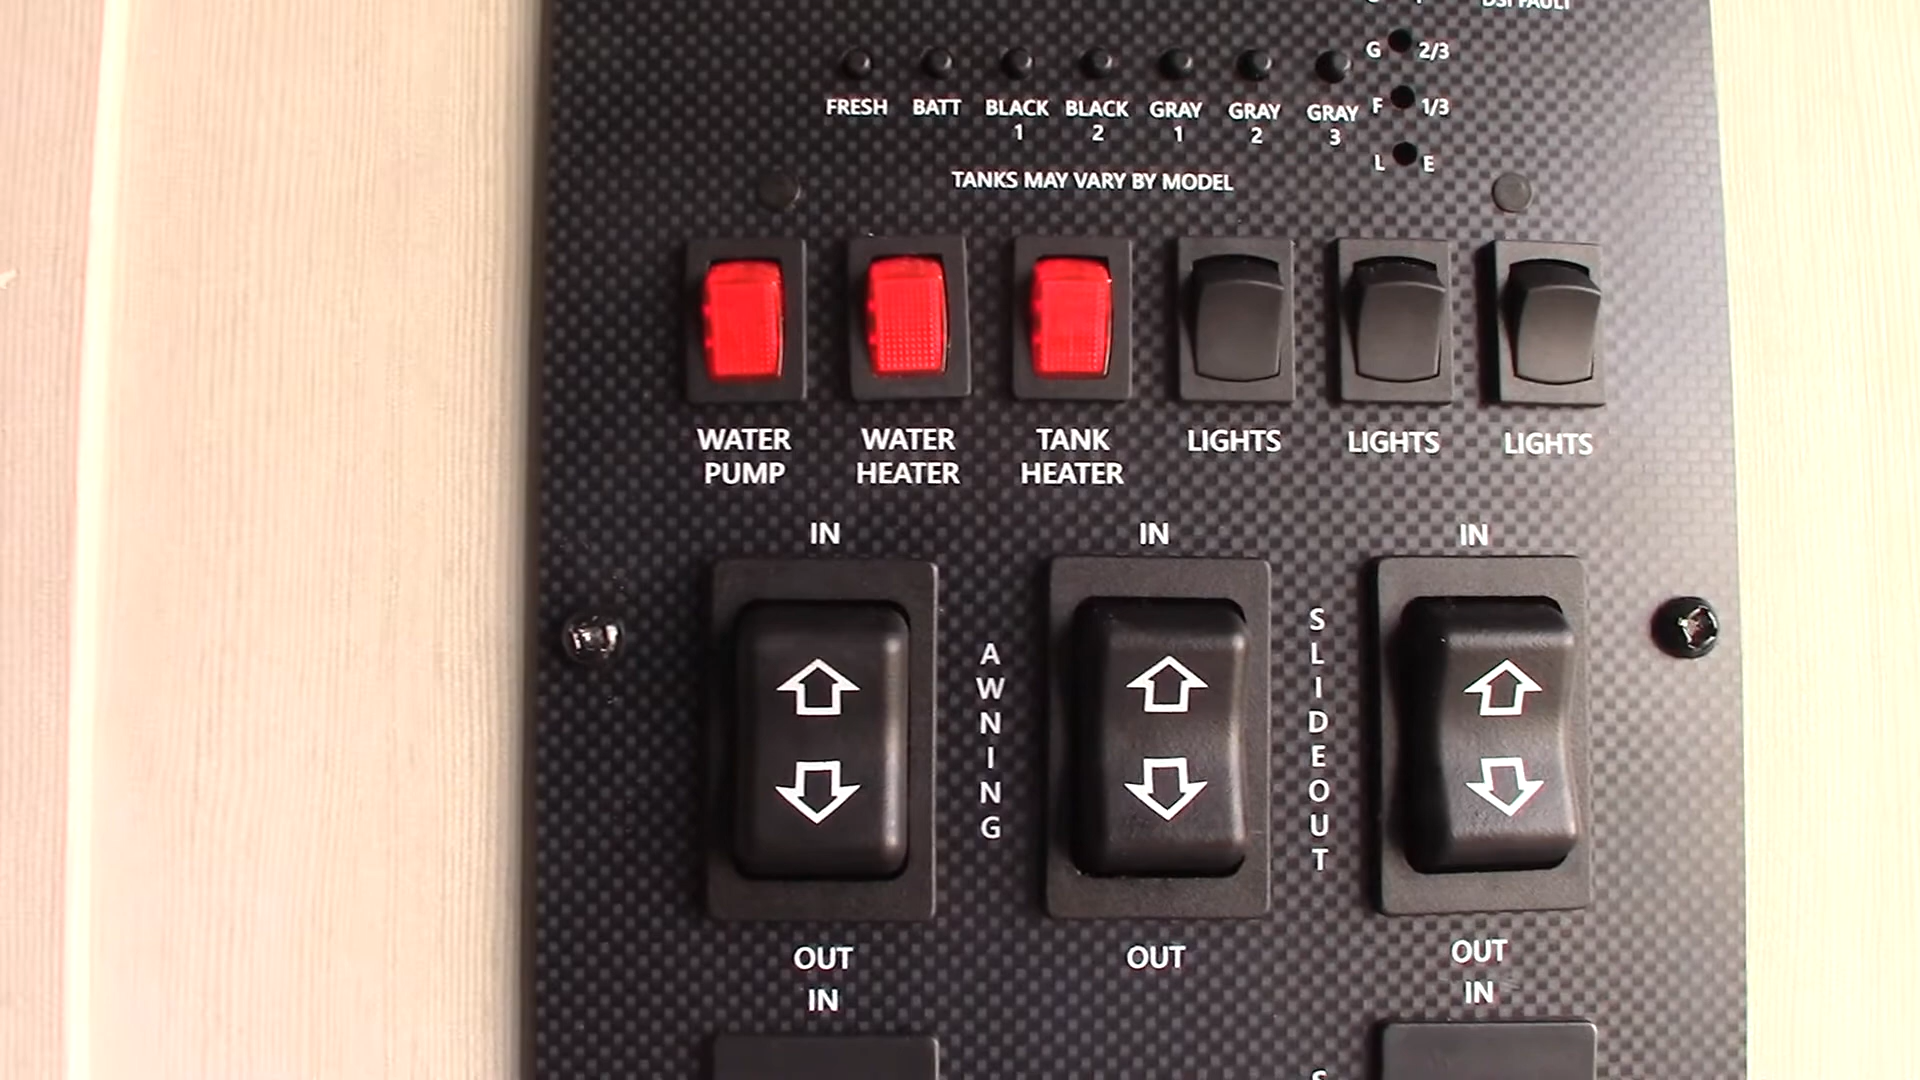 DSI FAULT
G 2/3
FRESH BATT BLACK 1 BLACK 2 GRAY 1 GRAY 2 GRAY 3
F 1/3
L E
TANKS MAY VARY BY MODEL
WATER PUMP
WATER HEATER
TANK HEATER
LIGHTS
LIGHTS
LIGHTS
IN
IN
IN
AWNING
SLIDEOUT
OUT
OUT
OUT
IN
IN